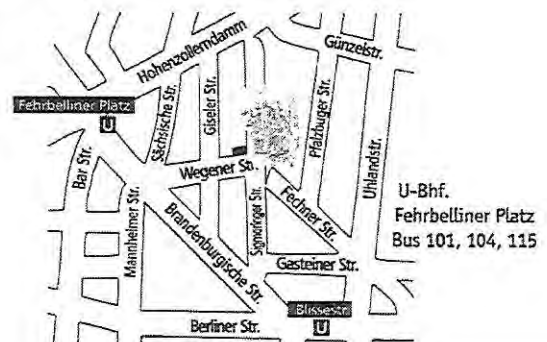 Hohenzollerndamm
Günzelstr.
Fehrbelliner Platz
U
Sächsische Str.
Giseler Str.
Pfalzburger Str.
Uhlandstr.
Bar Str.
Wegener Str.
Mannheimer Str.
Brandenburgische Str.
Sigmaringer Str.
Fechner Str.
Gasteiner Str.
Blissestr.
U
Berliner Str.
U-Bhf.
Fehrbelliner Platz
Bus 101, 104, 115